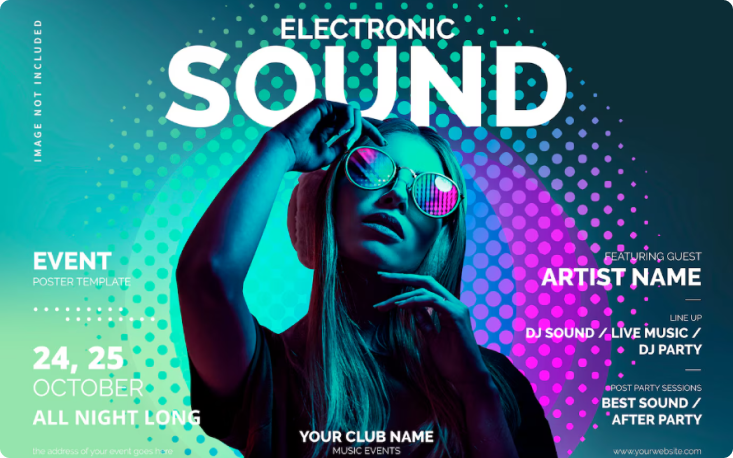 IMAGE NOT INCLUDED
ELECTRONIC
SOUND
EVENT
POSTER TEMPLATE
24, 25
OCTOBER
ALL NIGHT LONG
the address of your event goes here
FEATURING GUEST
ARTIST NAME
LINE UP
DJ SOUND / LIVE MUSIC /
DJ PARTY
POST PARTY SESSIONS
BEST SOUND /
AFTER PARTY
www.yourwebsite.com
YOUR CLUB NAME
MUSIC EVENTS